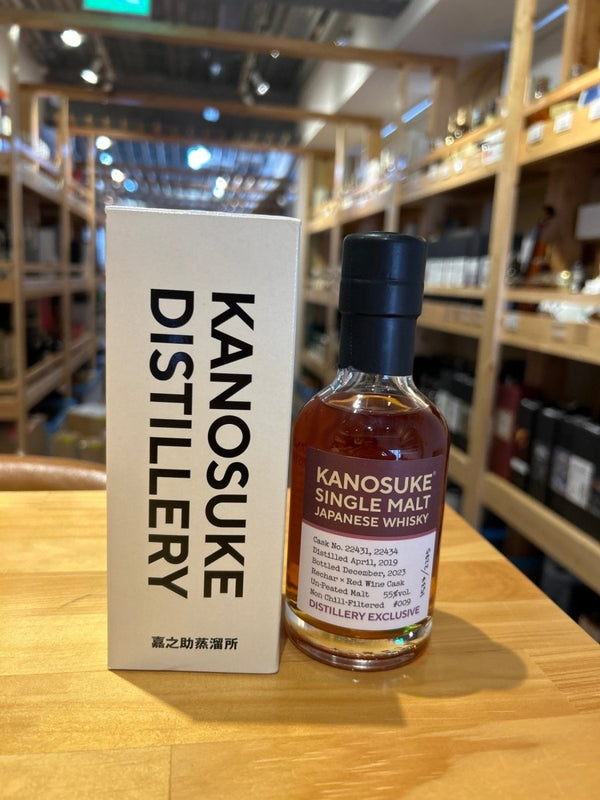 KANOSUKE
DISTILLERY
嘉之助蒸溜所
KANOSUKE®
SINGLE MALT
JAPANESE WHISKY
Cask No. 22431, 22434
Distilled April, 2019
Bottled December, 2023
Rechar × Red Wine Cask
Un-Peated Malt 55%vol.
Non Chill-Filtered #009
DISTILLERY EXCLUSIVE